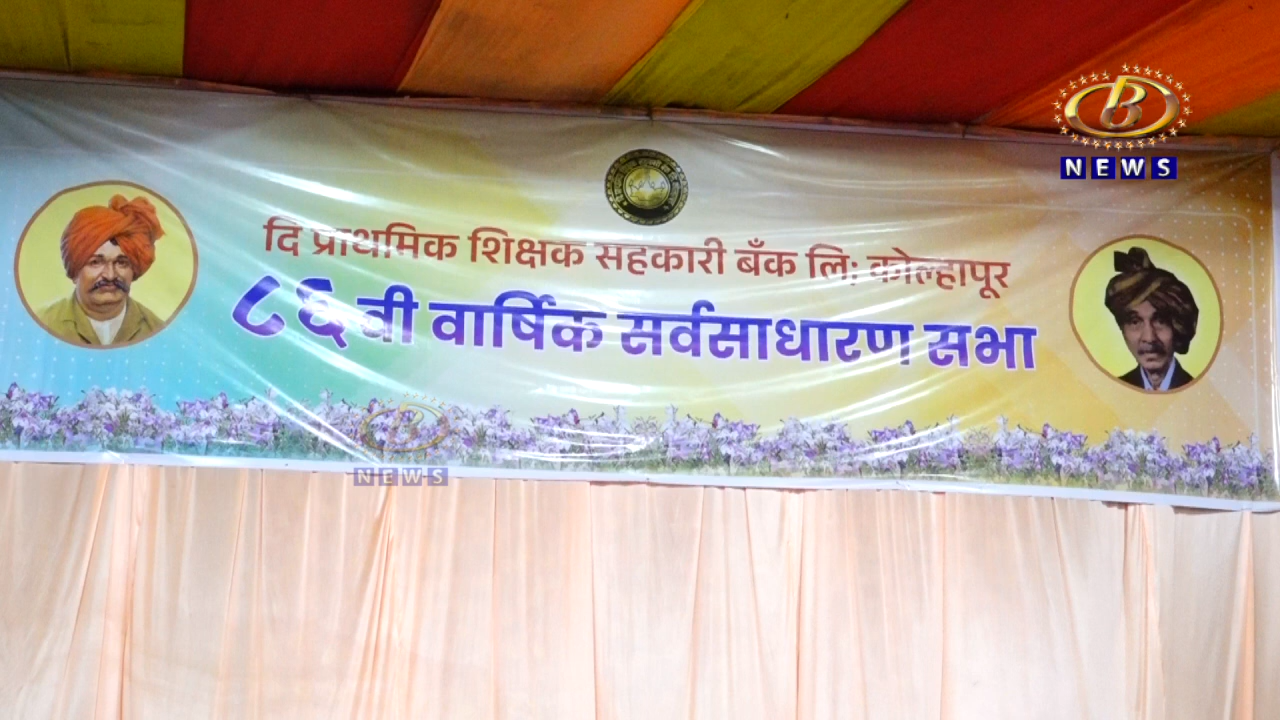 B
NEWS
दि प्राथमिक शिक्षक सहकारी बँक लि; कोल्हापूर
८६ वी वार्षिक सर्वसाधारण सभा
B
NEWS